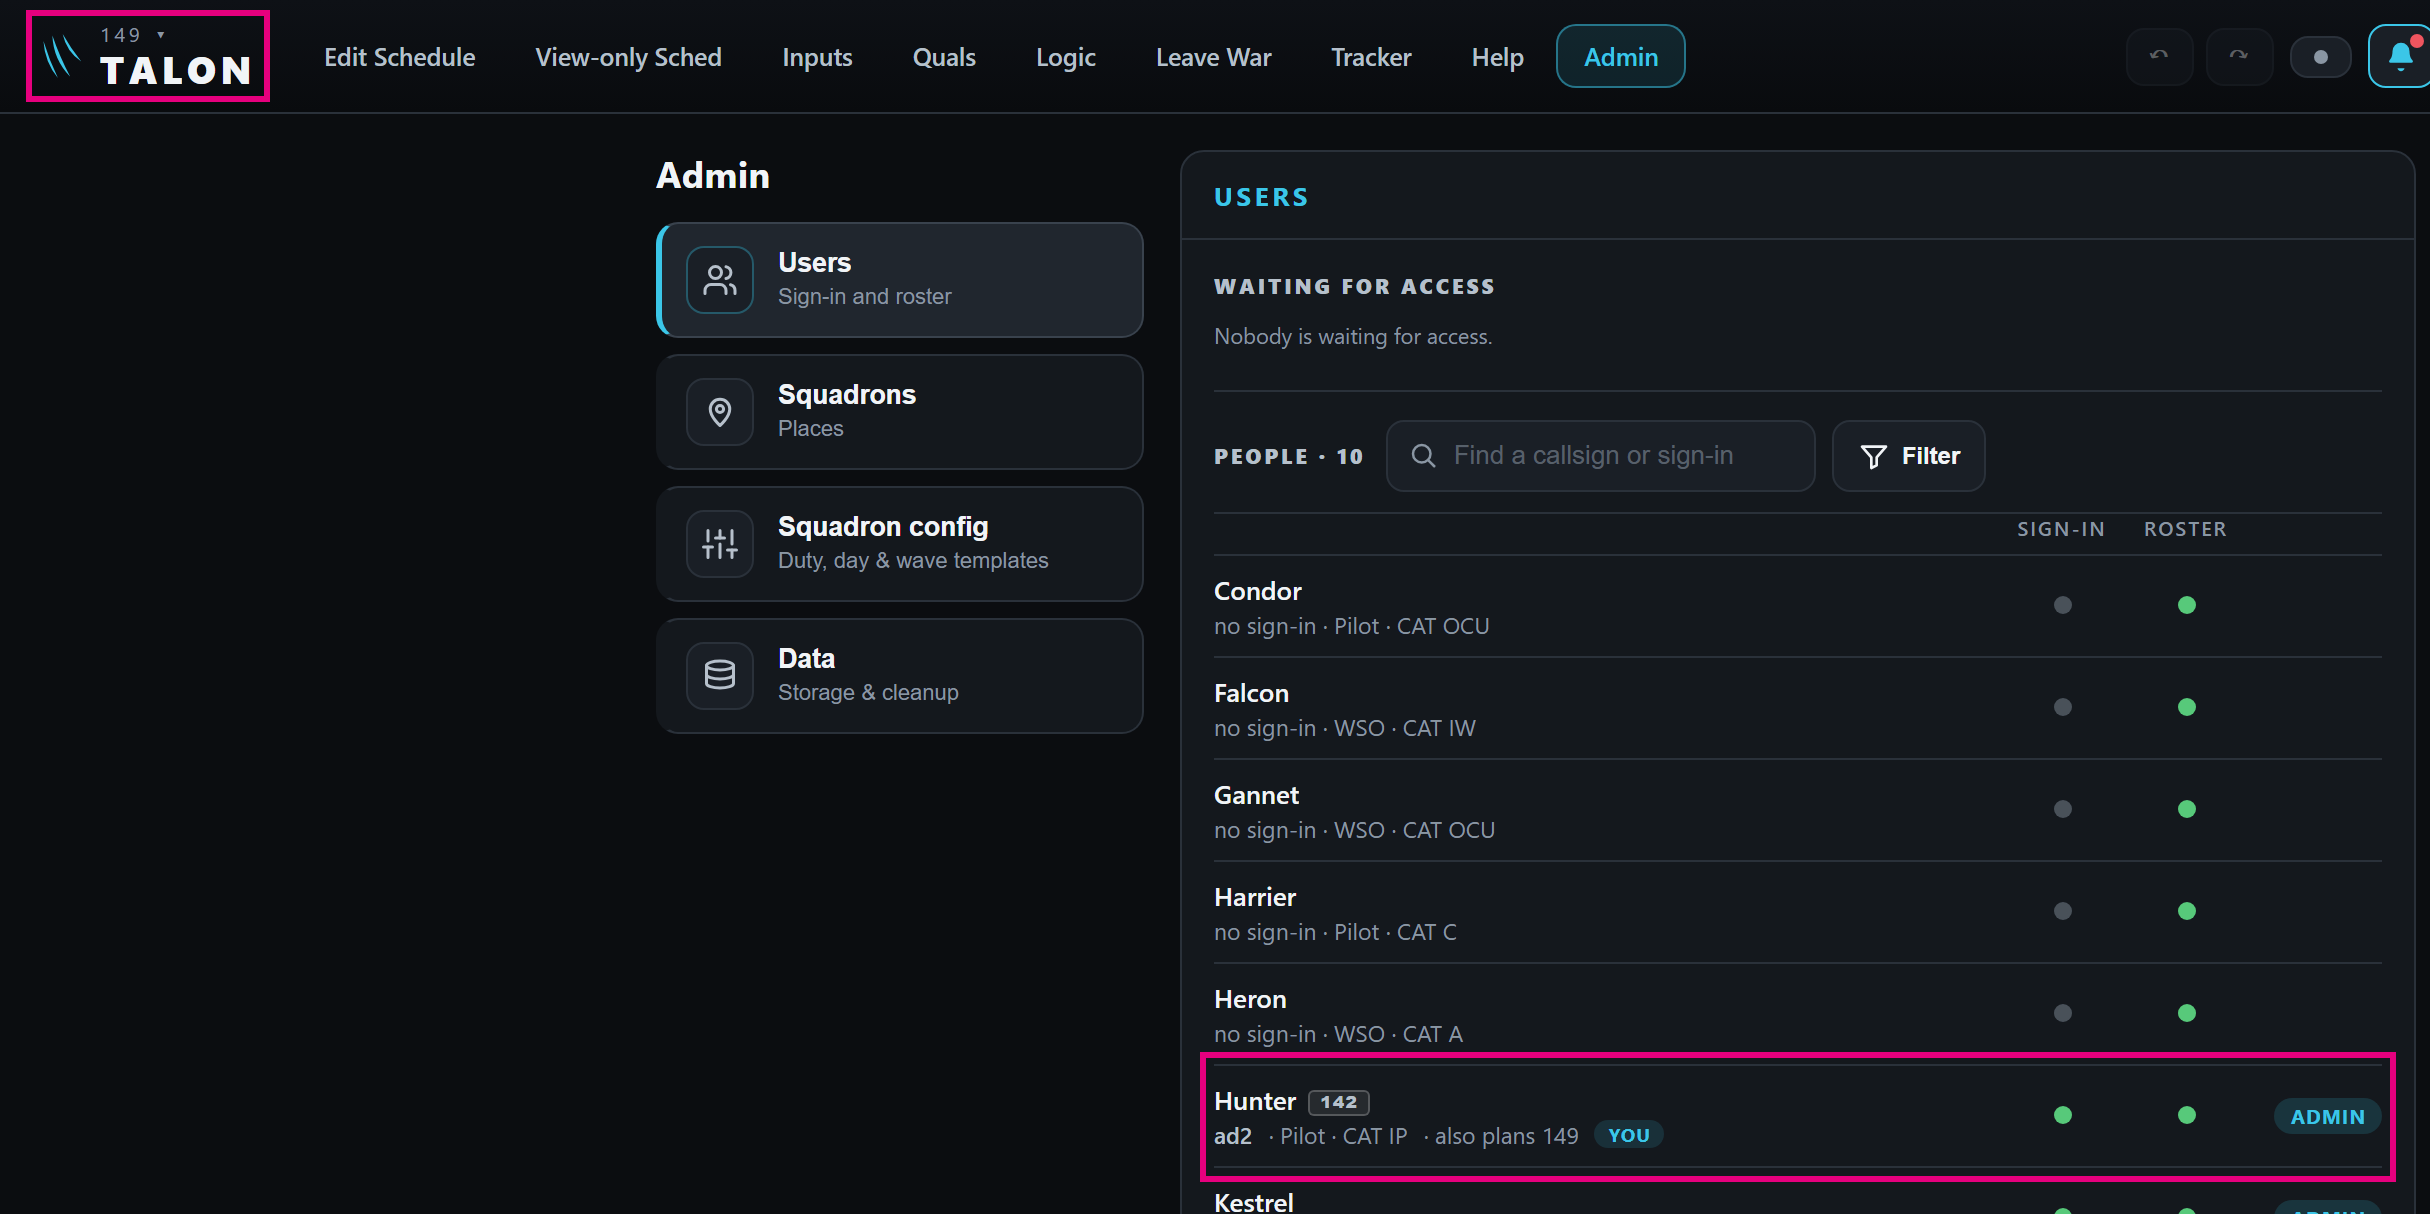 149 ▾
TALON
Edit Schedule
View-only Sched
Inputs
Quals
Logic
Leave War
Tracker
Help
Admin
Admin
Users
Sign-in and roster
Squadrons
Places
Squadron config
Duty, day & wave templates
Data
Storage & cleanup
USERS
WAITING FOR ACCESS
Nobody is waiting for access.
PEOPLE · 10
Find a callsign or sign-in
Filter
SIGN-IN ROSTER
Condor
no sign-in · Pilot · CAT OCU
Falcon
no sign-in · WSO · CAT IW
Gannet
no sign-in · WSO · CAT OCU
Harrier
no sign-in · Pilot · CAT C
Heron
no sign-in · WSO · CAT A
Hunter 142
ad2 · Pilot · CAT IP · also plans 149 YOU
ADMIN
Kestrel
ADMIN